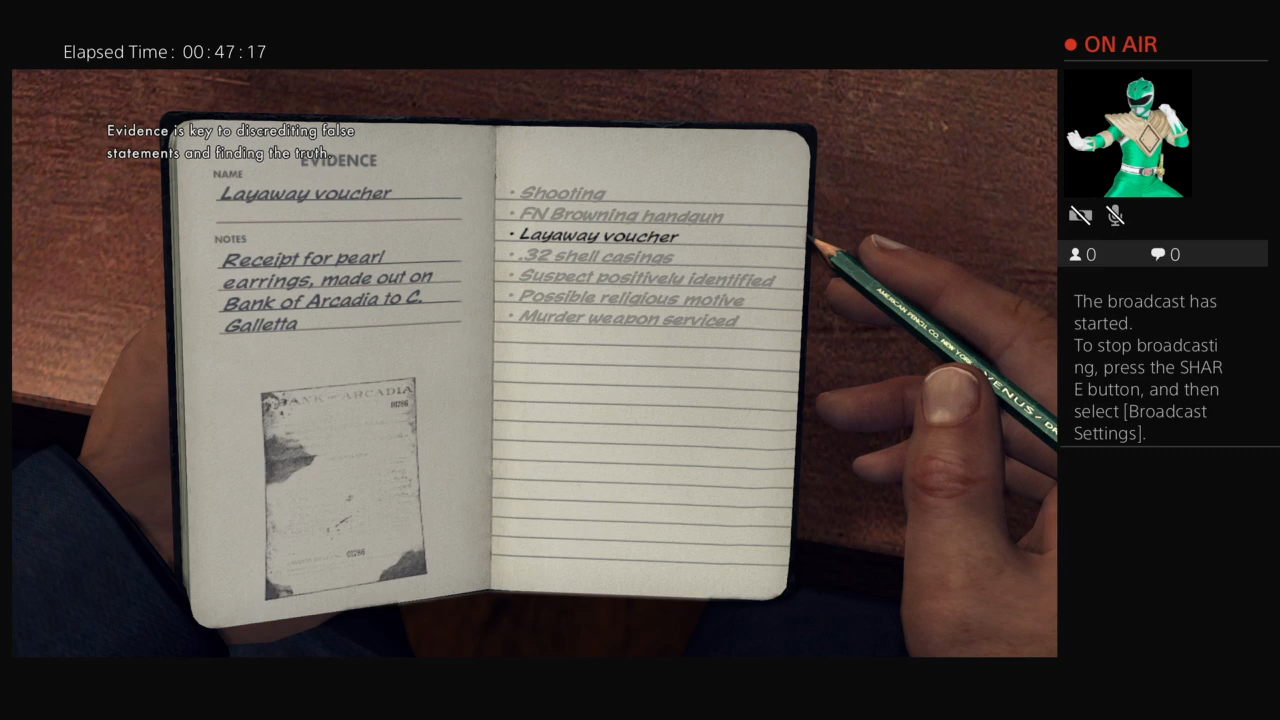 Elapsed Time: 00:47:17
ON AIR
Evidence is key to discrediting false
statements and finding the truth.
EVIDENCE
NAME
Layaway voucher
NOTES
Receipt for pearl
earrings, made out on
Bank of Arcadia to C.
Galletta
BANK OF ARCADIA
01786
01786
· Shooting
· FN Browning handgun
· Layaway voucher
· .32 shell casings
· Suspect positively identified
· Possible religious motive
· Murder weapon serviced
AMERICAN PENCIL CO. NEW YORK
VENUS
0
0
The broadcast has
started.
To stop broadcasti
ng, press the SHAR
E button, and then
select [Broadcast
Settings].